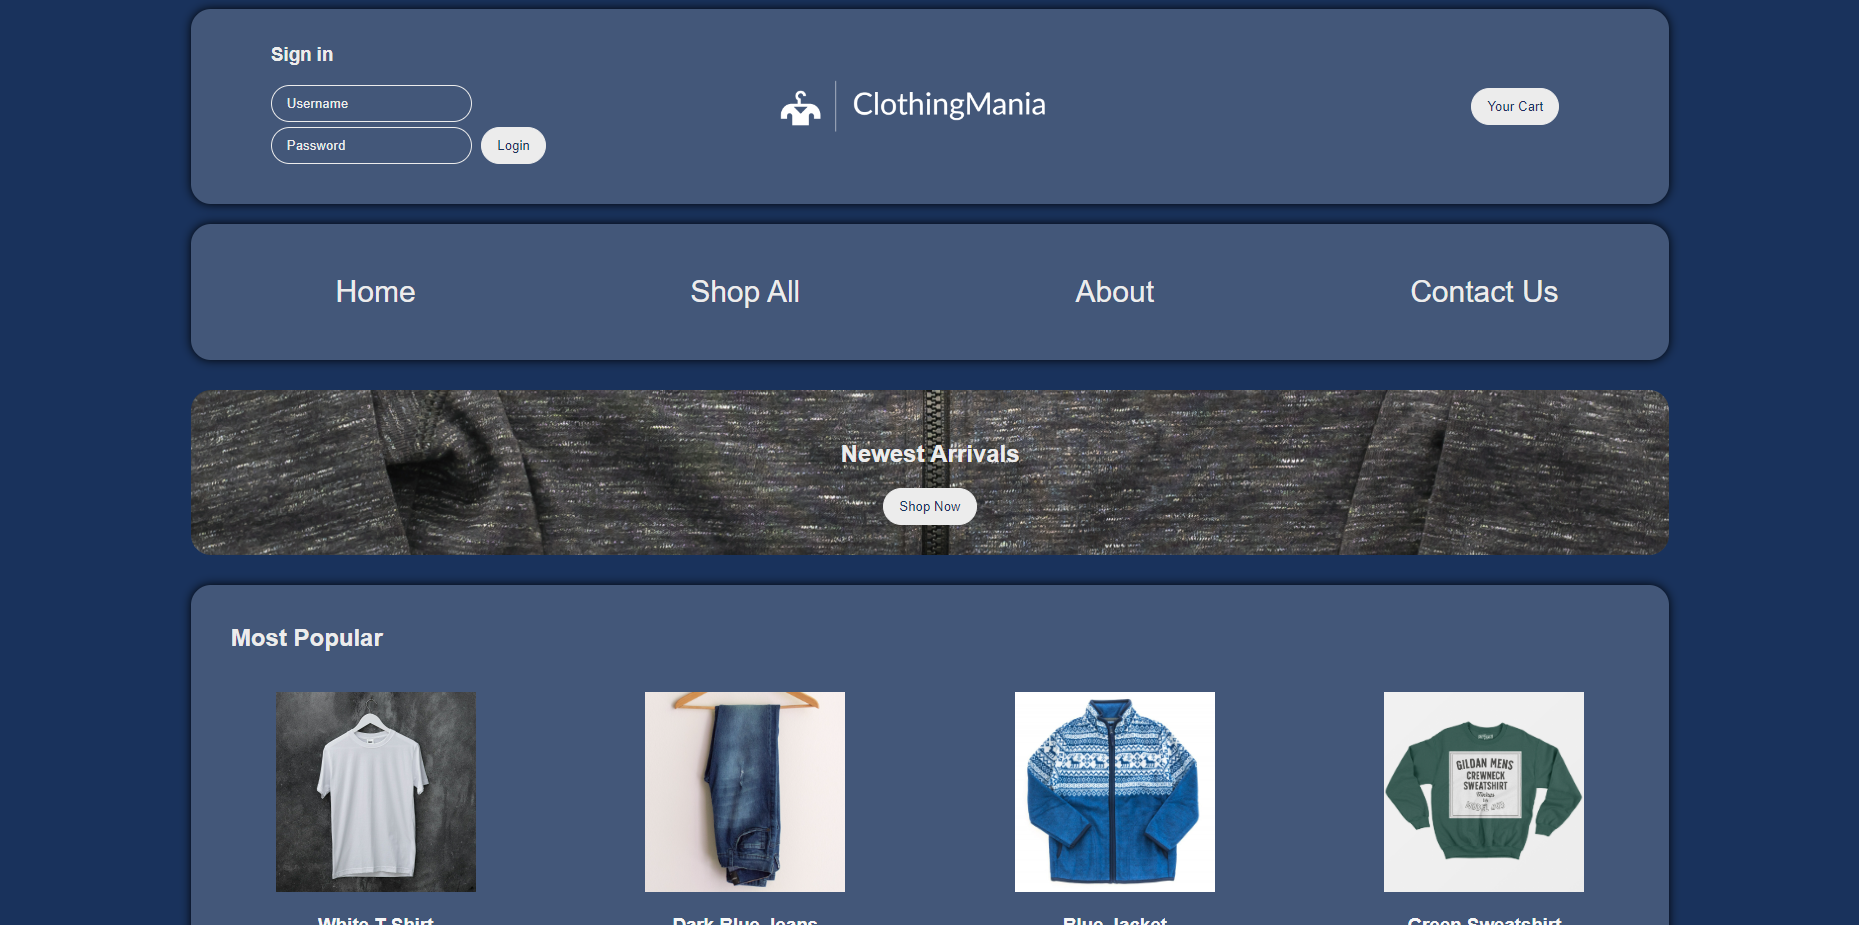 Sign in
Username
Password
Login
ClothingMania
Your Cart
Home
Shop All
About
Contact Us
Newest Arrivals
Shop Now
Most Popular
GILDAN MENS
CREWNECK
SWEATSHIRT
Mockups
White T-Shirt
Dark Blue Jeans
Blue Jacket
Green Sweatshirt